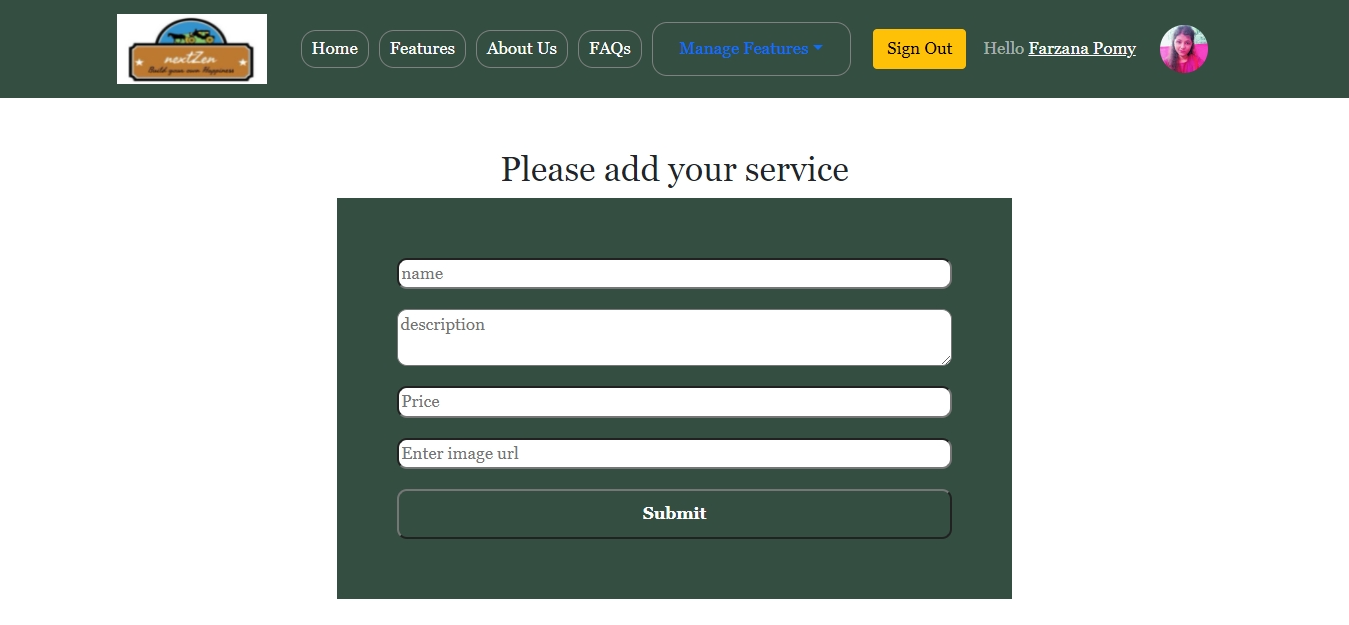 nextZen
Build your own Happiness
Home
Features
About Us
FAQs
Manage Features
Sign Out
Hello Farzana Pomy
Please add your service
name
description
Price
Enter image url
Submit